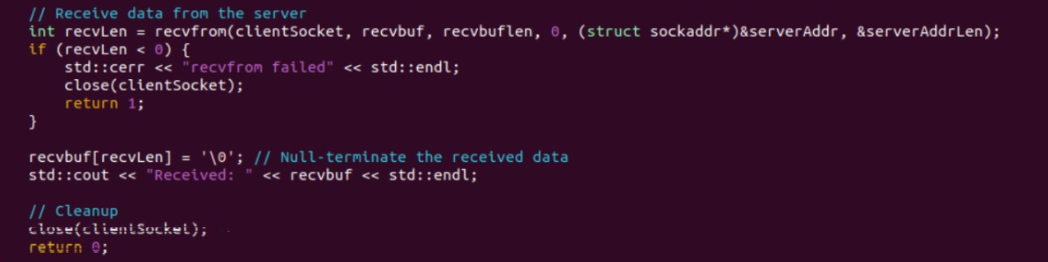 // Receive data from the server
int recvLen = recvfrom(clientSocket, recvbuf, recvbuflen, 0, (struct sockaddr*)&serverAddr, &serverAddrLen);
if (recvLen < 0) {
    std::cerr << "recvfrom failed" << std::endl;
    close(clientSocket);
    return 1;
}

recvbuf[recvLen] = '\0'; // Null-terminate the received data
std::cout << "Received: " << recvbuf << std::endl;

// Cleanup
close(clientSocket);
return 0;